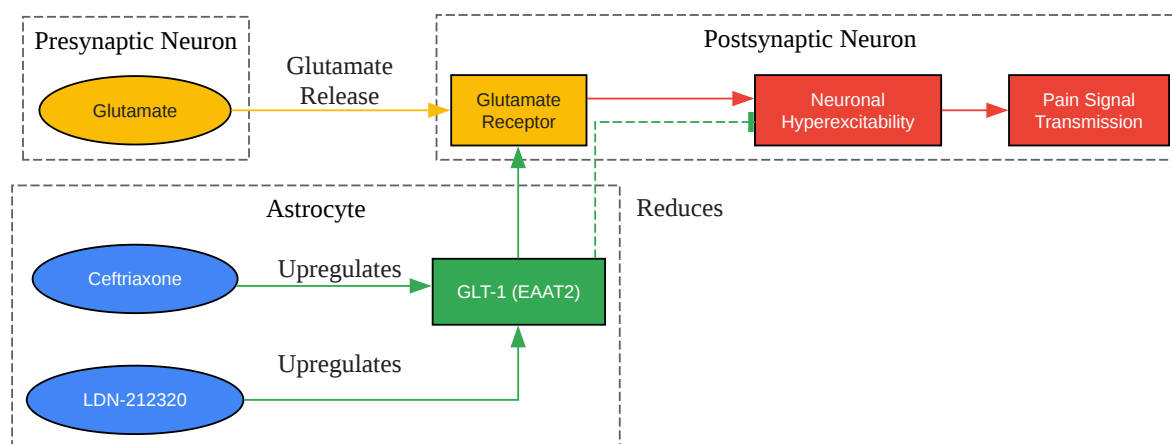 Presynaptic Neuron
Glutamate
Glutamate
Release
Postsynaptic Neuron
Glutamate
Receptor
Neuronal
Hyperexcitability
Pain Signal
Transmission
Astrocyte
Reduces
Ceftriaxone
Upregulates
GLT-1 (EAAT2)
Upregulates
LDN-212320